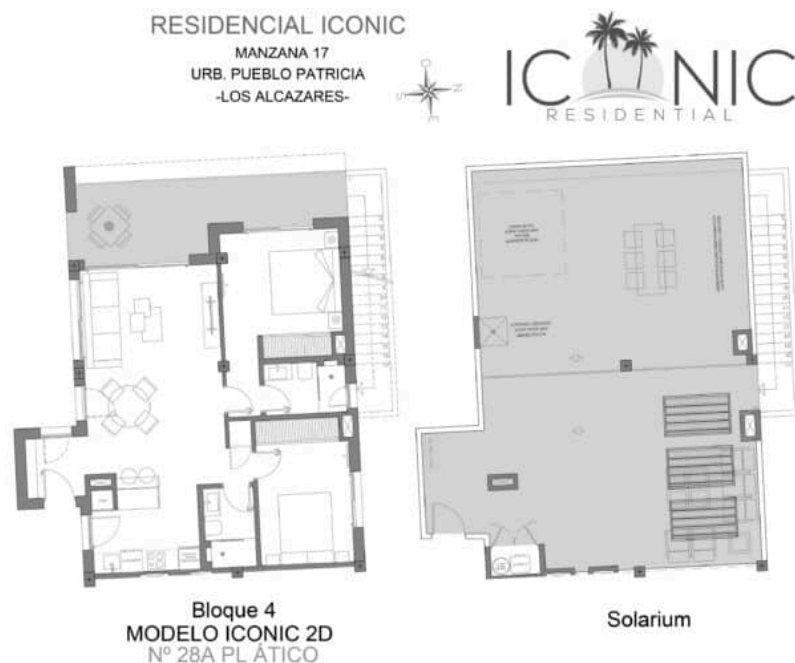 RESIDENCIAL ICONIC
MANZANA 17
URB. PUEBLO PATRICIA
-LOS ALCAZARES-
O
N
S
E
ICONIC
RESIDENTIAL
Bloque 4
MODELO ICONIC 2D
Nº 28A PL ÁTICO
Solarium